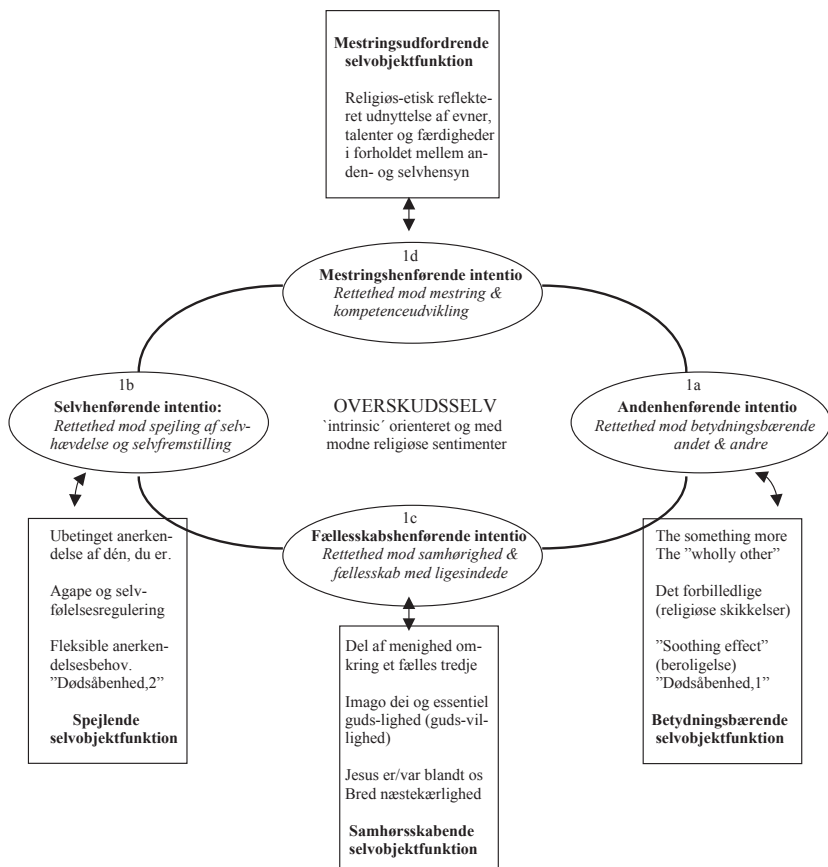 Mestringsudfordrende
selvobjektfunktion
Religiøs-etisk reflekte-
ret udnyttelse af evner,
talenter og færdigheder
i forholdet mellem an-
den- og selvhensyn
1d
Mestringshenførende intentio
Rettethed mod mestring &
kompetenceudvikling
1b
Selvhenførende intentio:
Rettethed mod spejling af selv-
hævdelse og selvfremstilling
OVERSKUDSSELV
`intrinsic´ orienteret og med
modne religiøse sentimenter
1a
Andenhenførende intentio
Rettethed mod betydningsbærende
andet & andre
1c
Fællesskabshenførende intentio
Rettethed mod samhørighed &
fællesskab med ligesindede
Ubetinget anerken-
delse af dén, du er.
Agape og selv-
følelsesregulering
Fleksible anerken-
delsesbehov.
”Dødsåbenhed,2”
Spejlende
selvobjektfunktion
Del af menighed om-
kring et fælles tredje
Imago dei og essentiel
guds-lighed (guds-vil-
lighed)
Jesus er/var blandt os
Bred næstekærlighed
Samhørsskabende
selvobjektfunktion
The something more
The ”wholly other”
Det forbilledlige
(religiøse skikkelser)
”Soothing effect”
(beroligelse)
”Dødsåbenhed,1”
Betydningsbærende
selvobjektfunktion